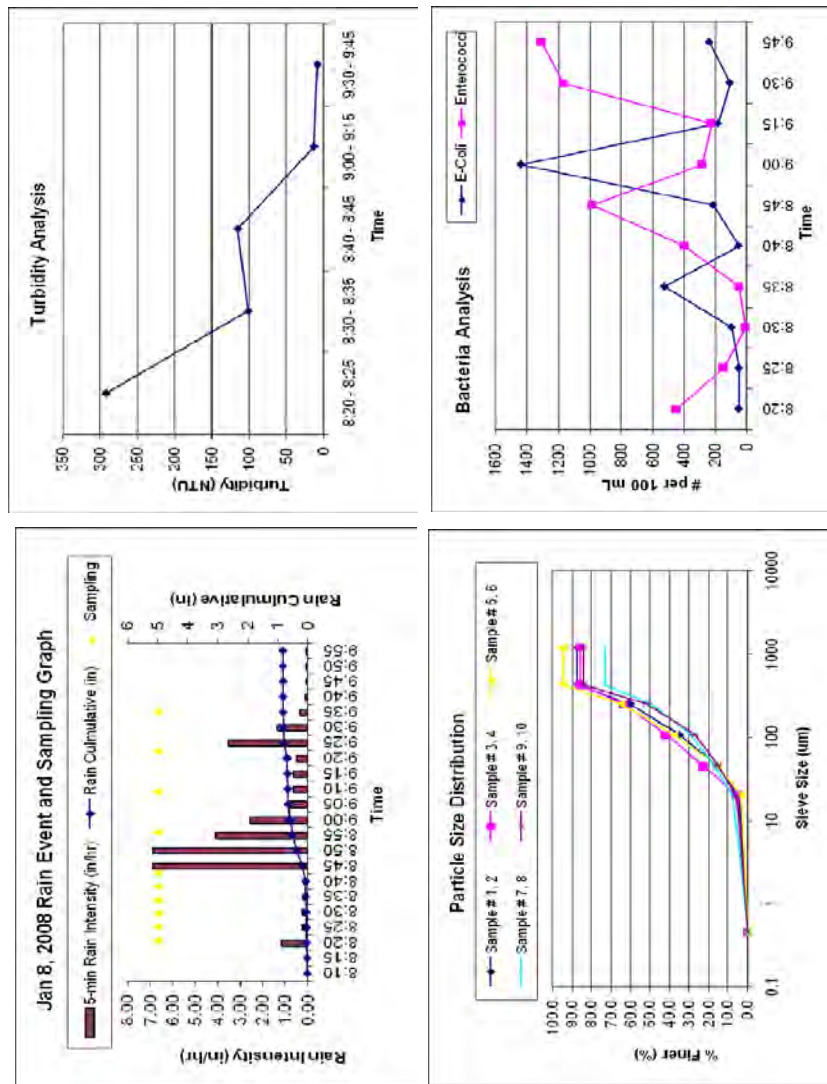 Jan 8, 2008 Rain Event and Sampling Graph
5-min Rain Intensity (in/hr) Rain Culmulative (in) Sampling
Rain Intensity (in/hr)
8.00
7.00
6.00
5.00
4.00
3.00
2.00
1.00
0.00
8:10 8:15 8:20 8:25 8:30 8:35 8:40 8:45 8:50 8:55 9:00 9:05 9:10 9:15 9:20 9:25 9:30 9:35 9:40 9:45 9:50 9:55
Time
6
5
4
3
2
1
0
Rain Culmulative (in)
Turbidity Analysis
Turbidity (NTU)
350
300
250
200
150
100
50
0
8:20 - 8:25 8:30 - 8:35 8:40 - 8:45 9:00 - 9:15 9:30 - 9:45
Time
Particle Size Distribution
Sample # 1, 2 Sample # 3, 4 Sample # 5, 6
Sample # 7, 8 Sample # 9, 10
% Finer (%)
100.0
90.0
80.0
70.0
60.0
50.0
40.0
30.0
20.0
10.0
0.0
0.1 1 10 100 1000 10000
Sieve Size (um)
Bacteria Analysis
E-Coli Enterococci
# per 100 mL
1600
1400
1200
1000
800
600
400
200
0
8:20 8:25 8:30 8:35 8:40 8:45 9:00 9:15 9:30 9:45
Time